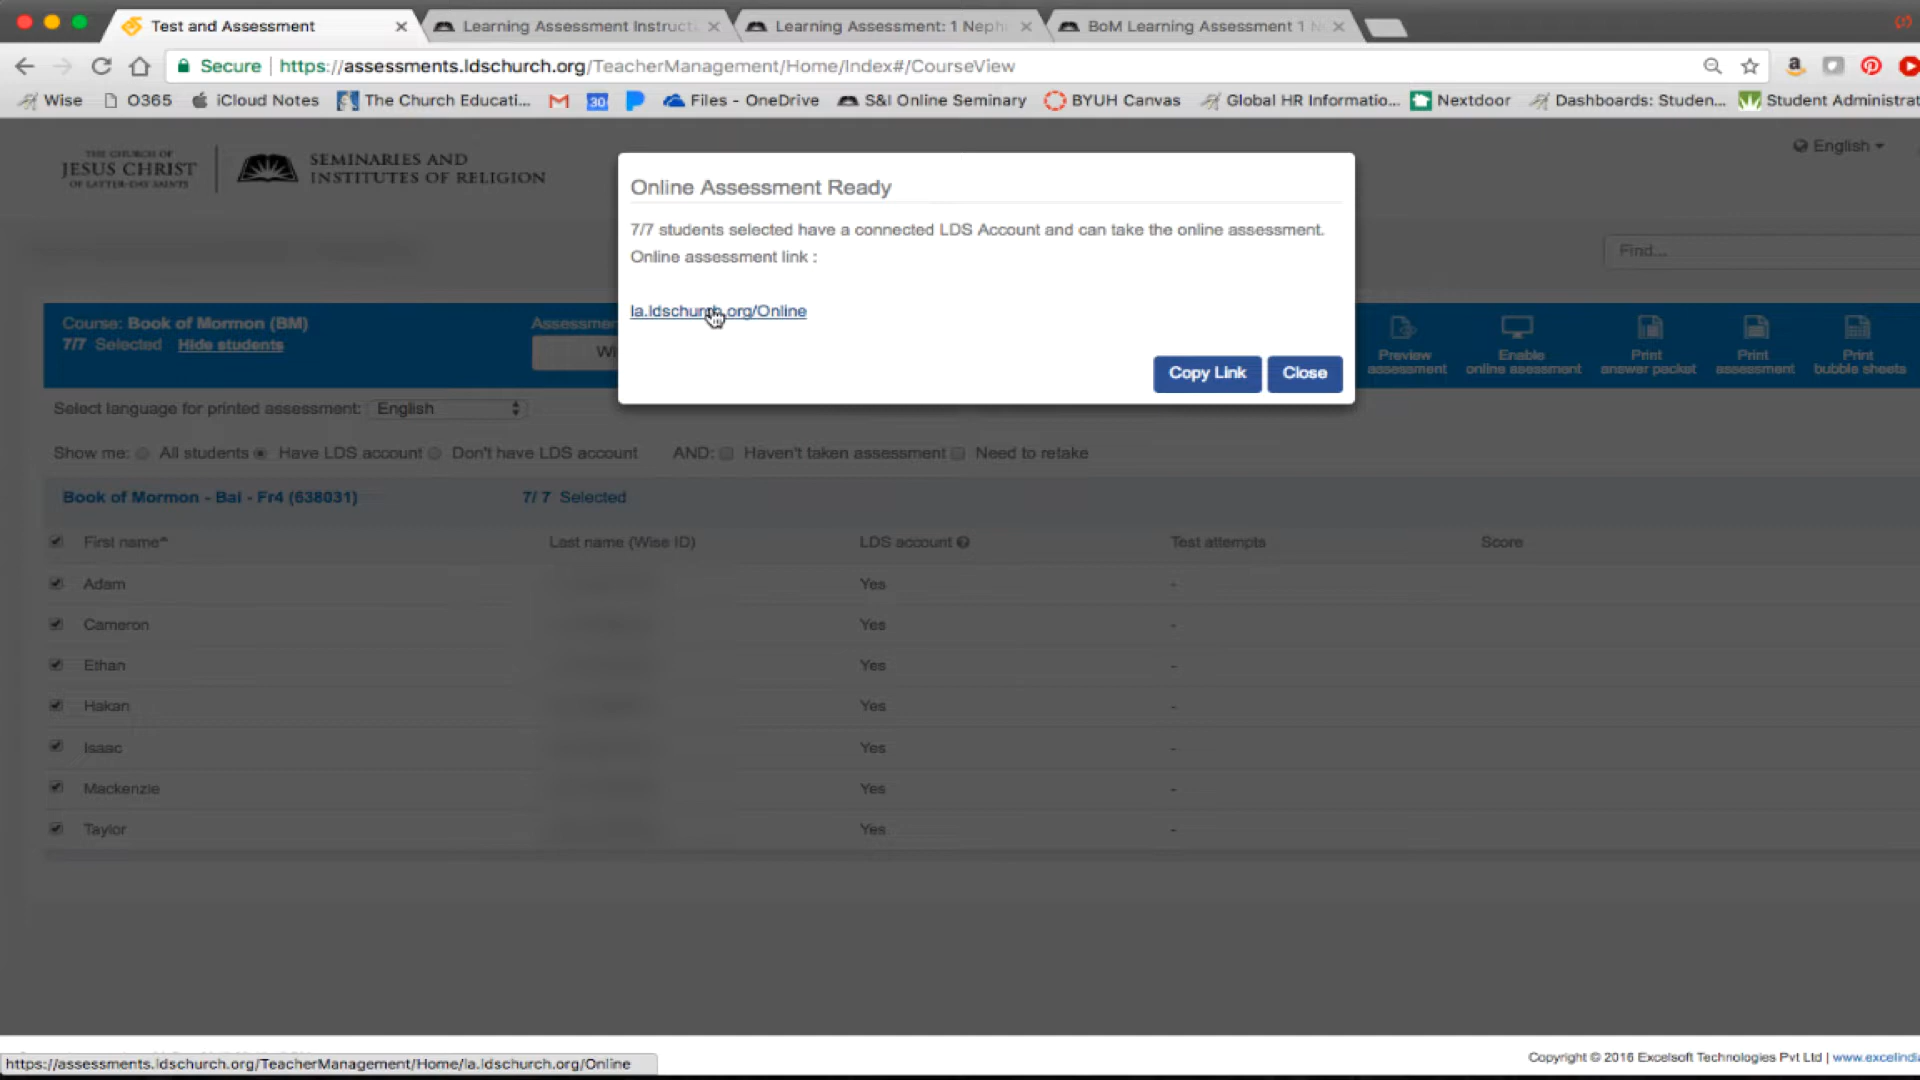 Test and Assessment
Learning Assessment Instructi
Learning Assessment: 1 Neph
BoM Learning Assessment 1 N
Secure
https://assessments.ldschurch.org/TeacherManagement/Home/Index#/CourseView
Wise
O365
iCloud Notes
The Church Educati...
30
Files - OneDrive
S&I Online Seminary
BYUH Canvas
Global HR Informatio...
Nextdoor
Dashboards: Studen...
Student Administrat
THE CHURCH OF
JESUS CHRIST
OF LATTER-DAY SAINTS
SEMINARIES AND
INSTITUTES OF RELIGION
English
Online Assessment Ready
7/7 students selected have a connected LDS Account and can take the online assessment.
Online assessment link :
la.ldschurch.org/Online
Copy Link
Close
Find...
Course: Book of Mormon (BM)
7/7 Selected Hide students
Assessmen
Wi
Preview
assessment
Enable
online asessment
Print
answer packet
Print
assessment
Print
bubble sheets
Select language for printed assessment: English
Show me: All students Have LDS account Don't have LDS account AND: Haven't taken assessment Need to retake
Book of Mormon - Bal - Fr4 (638031) 7/ 7 Selected
First name^ Last name (Wise ID) LDS account Test attempts Score
Adam Yes -
Cameron Yes -
Ethan Yes -
Hakan Yes -
Isaac Yes -
Mackenzie Yes -
Taylor Yes -
https://assessments.ldschurch.org/TeacherManagement/Home/la.ldschurch.org/Online
Copyright © 2016 Excelsoft Technologies Pvt Ltd | www.excelindi